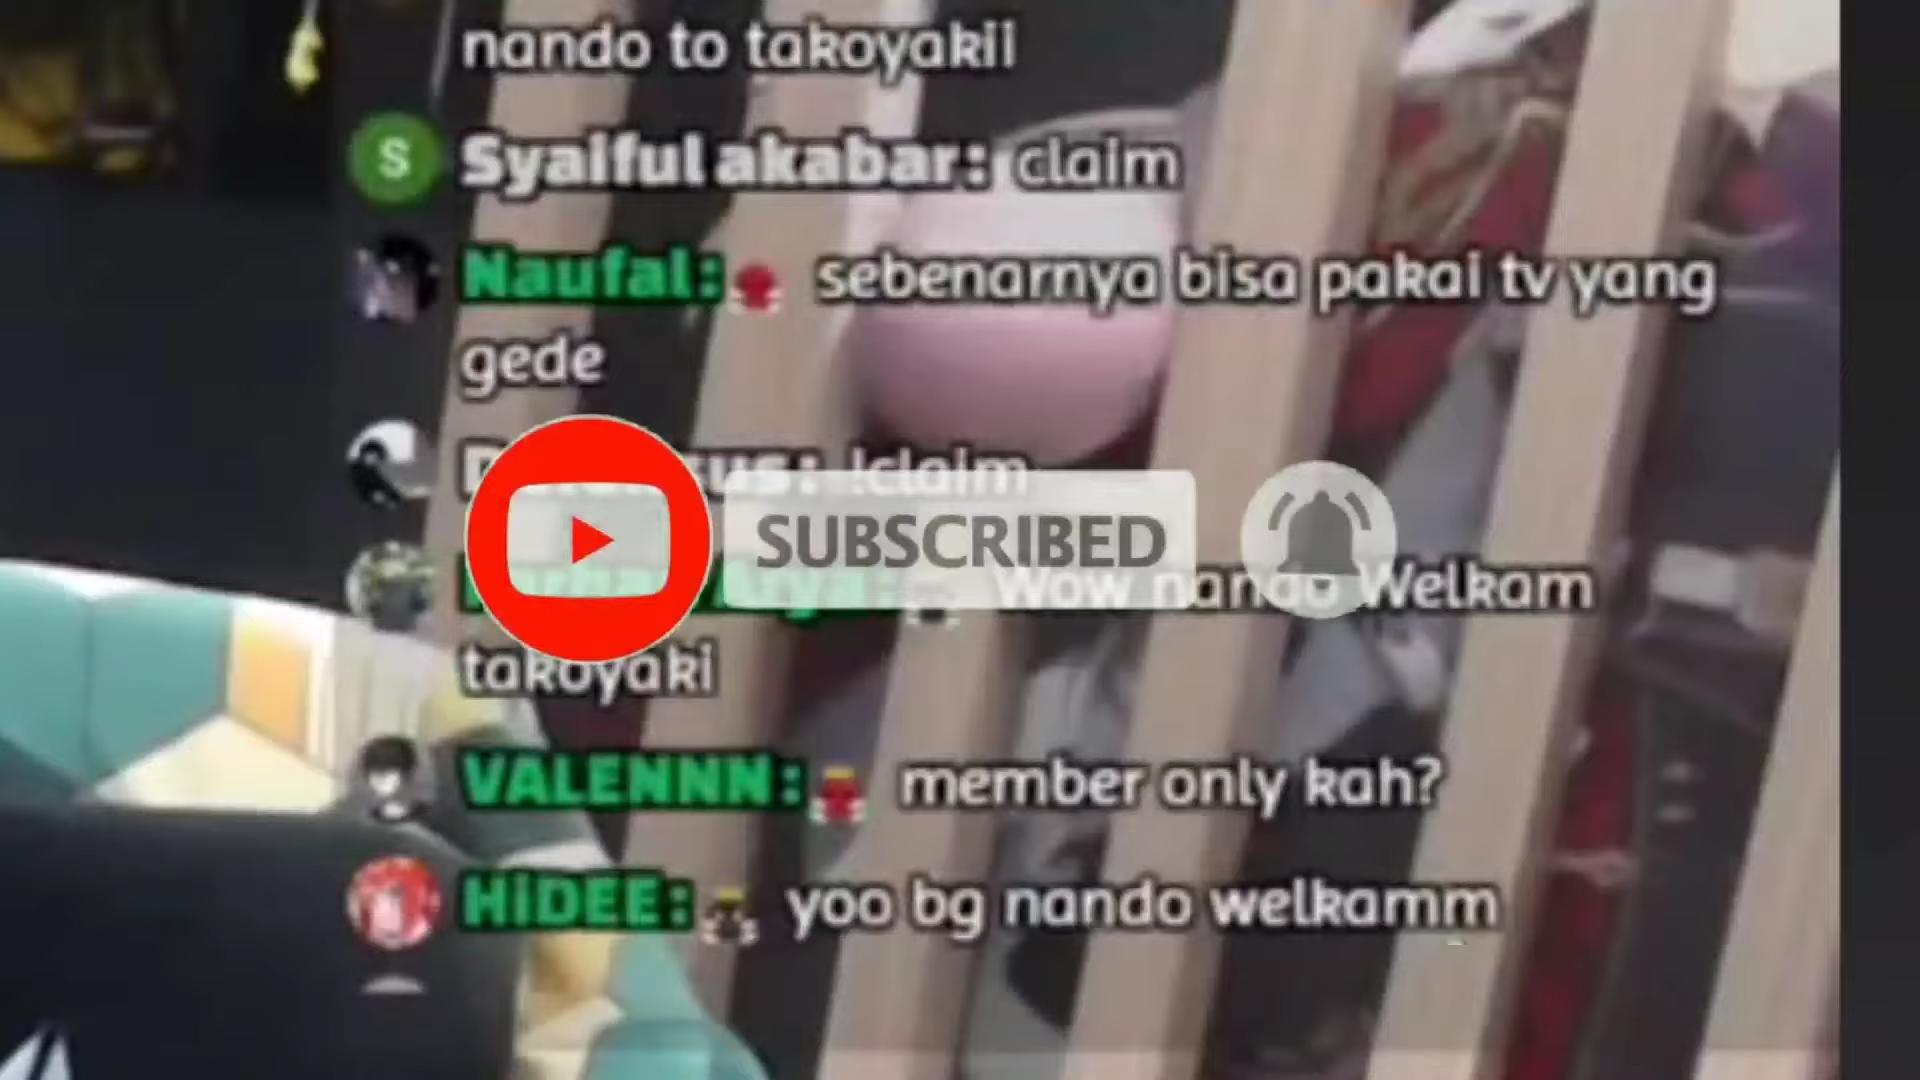 nando to takoyakii
S
Syaiful akabar: claim
Naufal: sebenarnya bisa pakai tv yang
gede
!claim
SUBSCRIBED
Wow nando Welkam
takoyaki
VALENNN: member only kah?
HiDEE: yoo bg nando welkamm